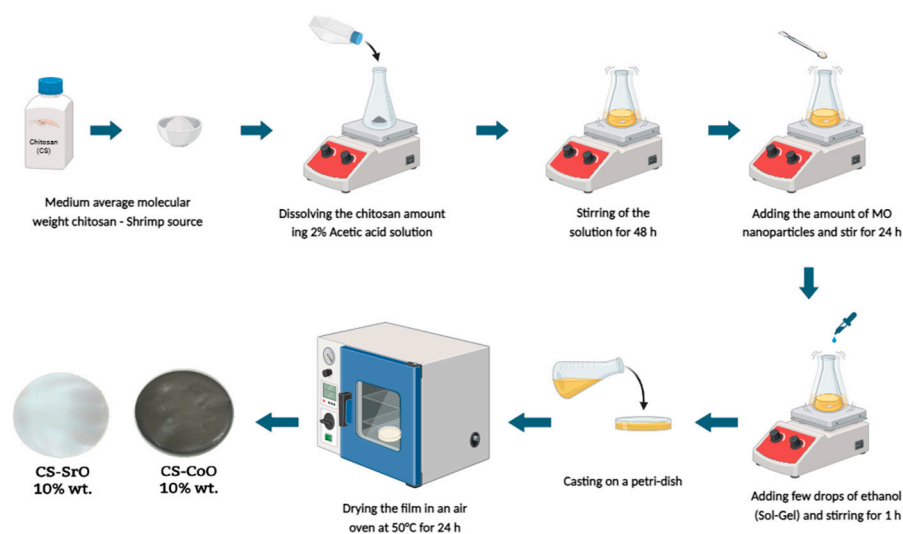 Chitosan
(CS)
Medium average molecular
weight chitosan - Shrimp source
Dissolving the chitosan amount
ing 2% Acetic acid solution
Stirring of the
solution for 48 h
Adding the amount of MO
nanoparticles and stir for 24 h
Adding few drops of ethanol
(Sol-Gel) and stirring for 1 h
Casting on a petri-dish
Drying the film in an air
oven at 50°C for 24 h
CS-CoO
10% wt.
CS-SrO
10% wt.